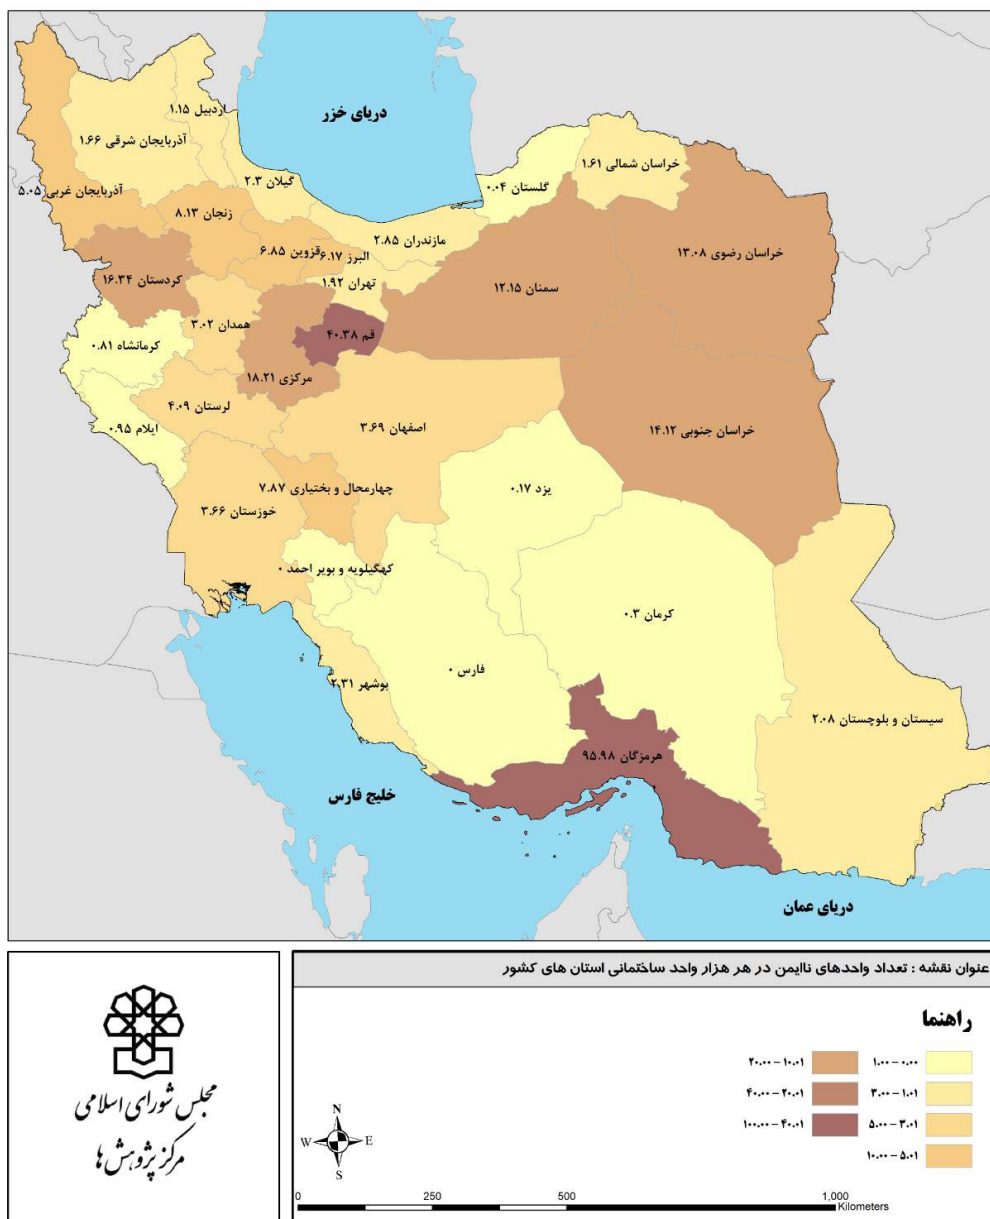 دریای خزر
اردبیل ۱.۱۵
آذربایجان شرقی ۱.۶۶
خراسان شمالی ۱.۶۱
گیلان ۲.۳
گلستان ۰.۰۴
آذربایجان غربی ۵.۰۵
زنجان ۸.۱۳
مازندران ۲.۸۵
خراسان رضوی ۱۳.۰۸
قزوین ۶.۸۵
البرز ۶.۱۷
کردستان ۱۶.۳۴
تهران ۱.۹۲
سمنان ۱۲.۱۵
همدان ۳.۰۲
قم ۴۰.۳۸
کرمانشاه ۰.۸۱
مرکزی ۱۸.۲۱
لرستان ۴.۰۹
ایلام ۰.۹۵
اصفهان ۳.۶۹
خراسان جنوبی ۱۴.۱۲
چهارمحال و بختیاری ۷.۸۷
یزد ۰.۱۷
خوزستان ۳.۶۶
کهگیلویه و بویر احمد ۰
کرمان ۰.۳
فارس ۰
بوشهر ۲.۳۱
سیستان و بلوچستان ۲.۰۸
هرمزگان ۹۵.۹۸
خلیج فارس
دریای عمان
عنوان نقشه : تعداد واحدهای ناایمن در هر هزار واحد ساختمانی استان های کشور
راهنما
۰.۰۰ – ۱.۰۰
۱.۰۱ – ۳.۰۰
۳.۰۱ – ۵.۰۰
۵.۰۱ – ۱۰.۰۰
۱۰.۰۱ – ۲۰.۰۰
۲۰.۰۱ – ۴۰.۰۰
۴۰.۰۱ – ۱۰۰.۰۰
مجلس شورای اسلامی
مرکز پژوهش ها
N
W E
S
0 250 500 1,000
Kilometers